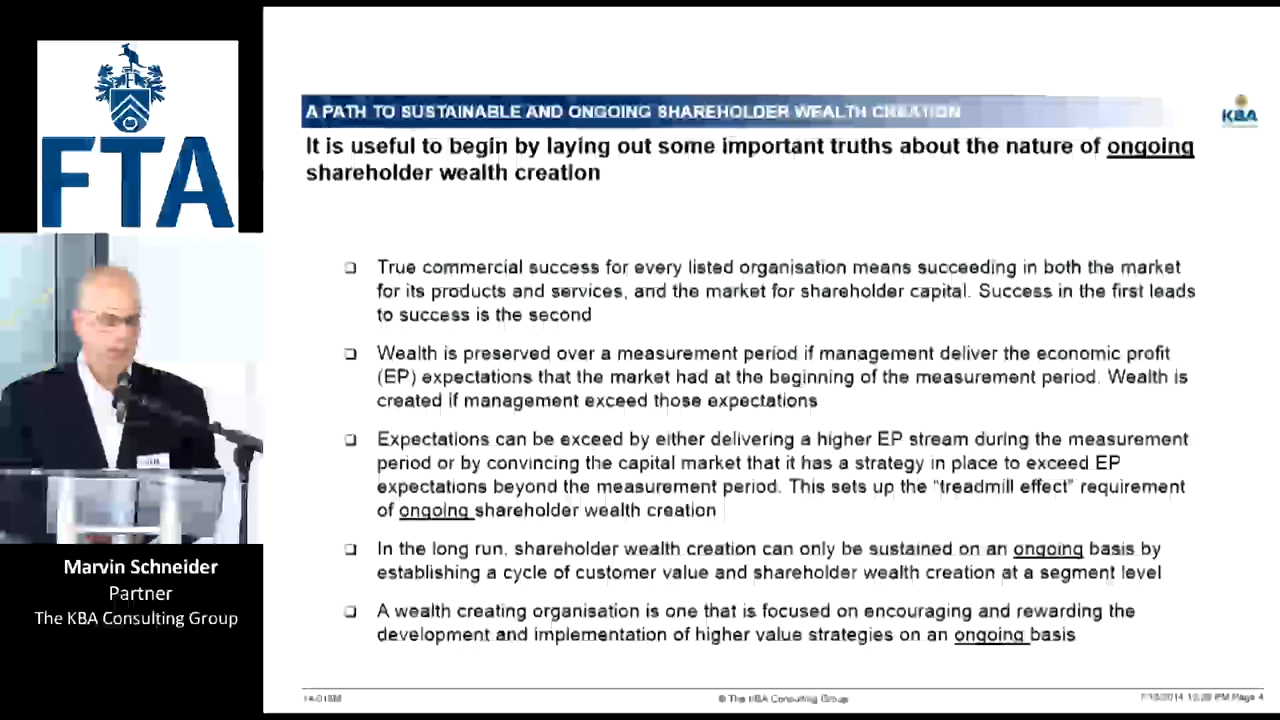 FTA
Marvin Schneider
Partner
The KBA Consulting Group
A PATH TO SUSTAINABLE AND ONGOING SHAREHOLDER WEALTH CREATION
KBA
It is useful to begin by laying out some important truths about the nature of ongoing
shareholder wealth creation
True commercial success for every listed organisation means succeeding in both the market
for its products and services, and the market for shareholder capital. Success in the first leads
to success is the second
Wealth is preserved over a measurement period if management deliver the economic profit
(EP) expectations that the market had at the beginning of the measurement period. Wealth is
created if management exceed those expectations
Expectations can be exceed by either delivering a higher EP stream during the measurement
period or by convincing the capital market that it has a strategy in place to exceed EP
expectations beyond the measurement period. This sets up the "treadmill effect" requirement
of ongoing shareholder wealth creation
In the long run, shareholder wealth creation can only be sustained on an ongoing basis by
establishing a cycle of customer value and shareholder wealth creation at a segment level
A wealth creating organisation is one that is focused on encouraging and rewarding the
development and implementation of higher value strategies on an ongoing basis
© The KBA Consulting Group
PM Page 4